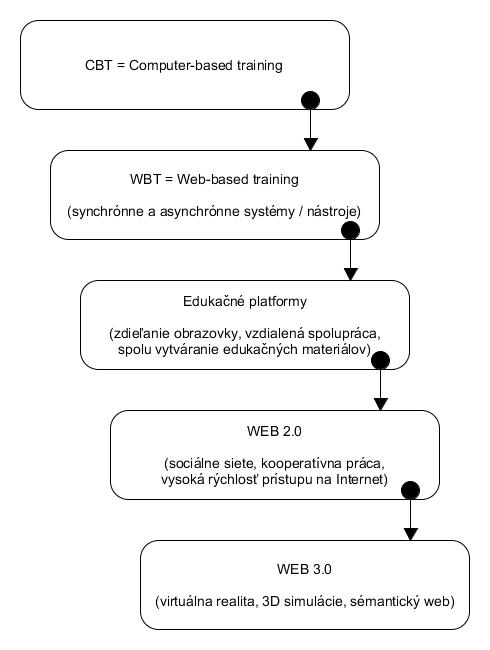 CBT = Computer-based training
WBT = Web-based training
(synchrónne a asynchrónne systémy / nástroje)
Edukačné platformy
(zdieľanie obrazovky, vzdialená spolupráca,
spolu vytváranie edukačných materiálov)
WEB 2.0
(sociálne siete, kooperatívna práca,
vysoká rýchlosť prístupu na Internet)
WEB 3.0
(virtuálna realita, 3D simulácie, sémantický web)